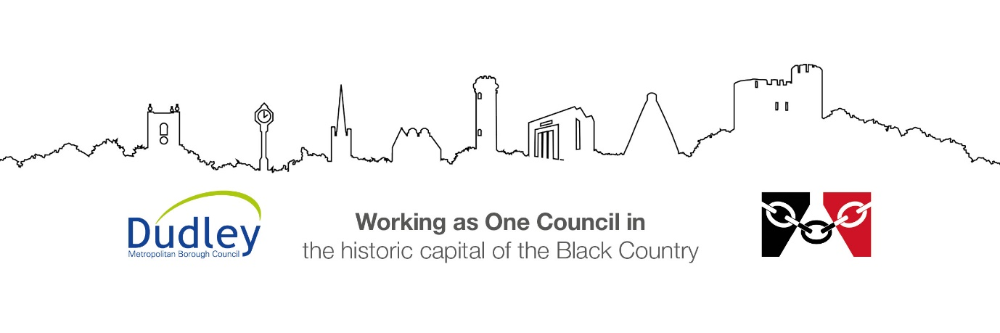 Dudley
Metropolitan Borough Council
Working as One Council in
the historic capital of the Black Country